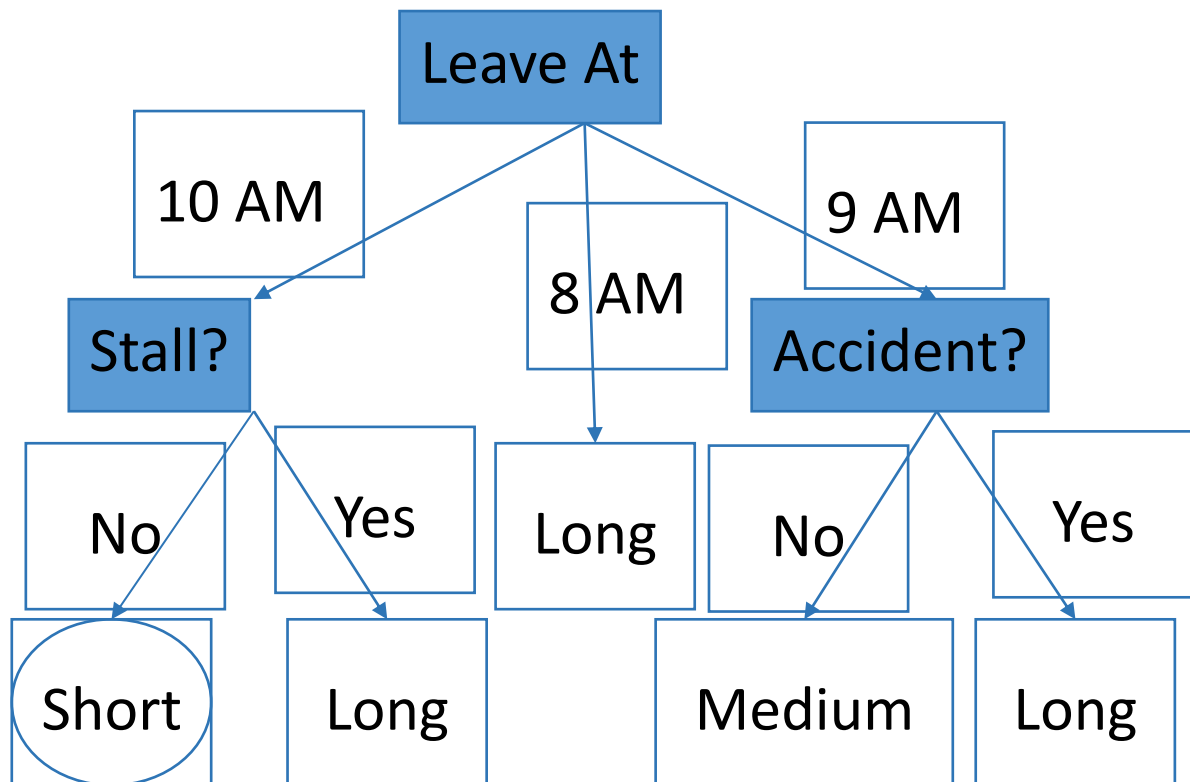 Leave At
10 AM
8 AM
9 AM
Stall?
Accident?
No
Yes
Long
No
Yes
Short
Long
Medium
Long